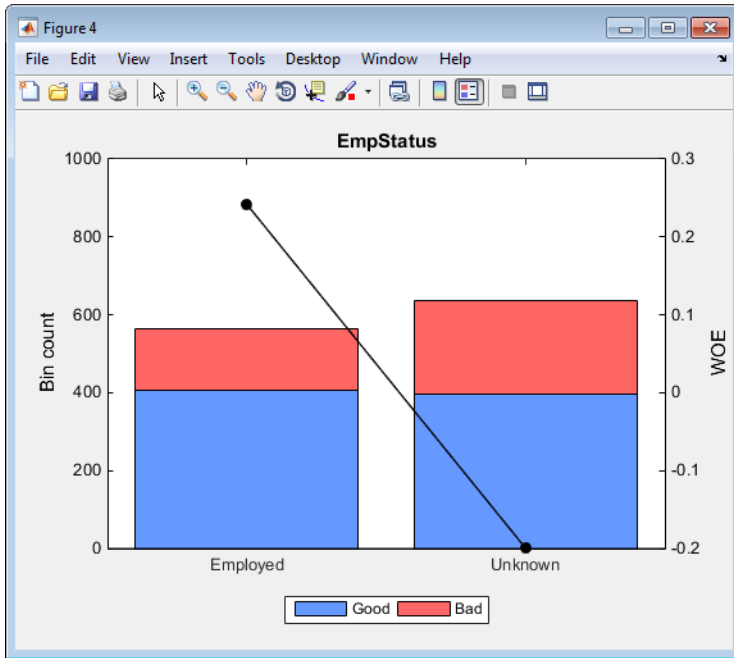 Figure 4
File Edit View Insert Tools Desktop Window Help
EmpStatus
1000
800
600
400
200
0
Bin count
0.3
0.2
0.1
0
-0.1
-0.2
WOE
Employed Unknown
Good Bad